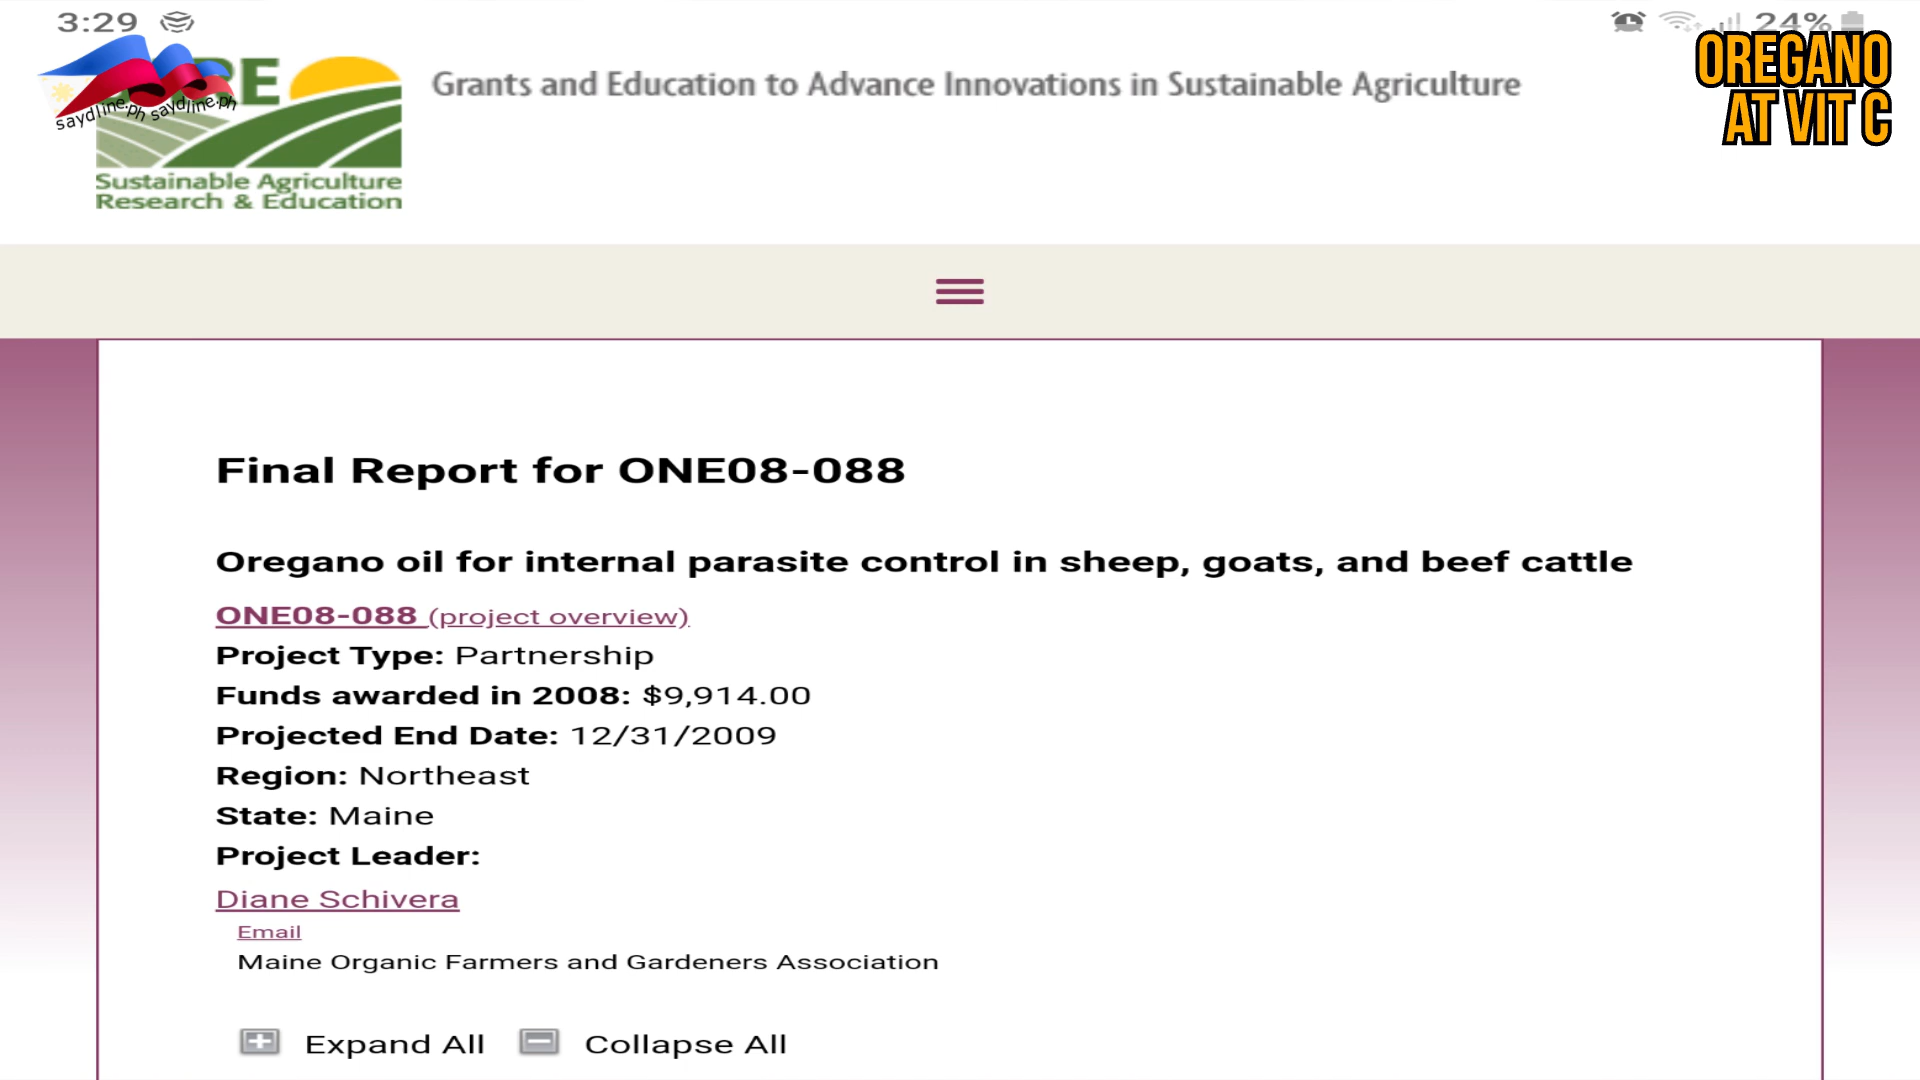 3:29
24%
OREGANO
AT VIT C
saydline.ph saydline.ph
Grants and Education to Advance Innovations in Sustainable Agriculture
Sustainable Agriculture
Research & Education
Final Report for ONE08-088
Oregano oil for internal parasite control in sheep, goats, and beef cattle
ONE08-088 (project overview)
Project Type: Partnership
Funds awarded in 2008: $9,914.00
Projected End Date: 12/31/2009
Region: Northeast
State: Maine
Project Leader:
Diane Schivera
Email
Maine Organic Farmers and Gardeners Association
Expand All Collapse All